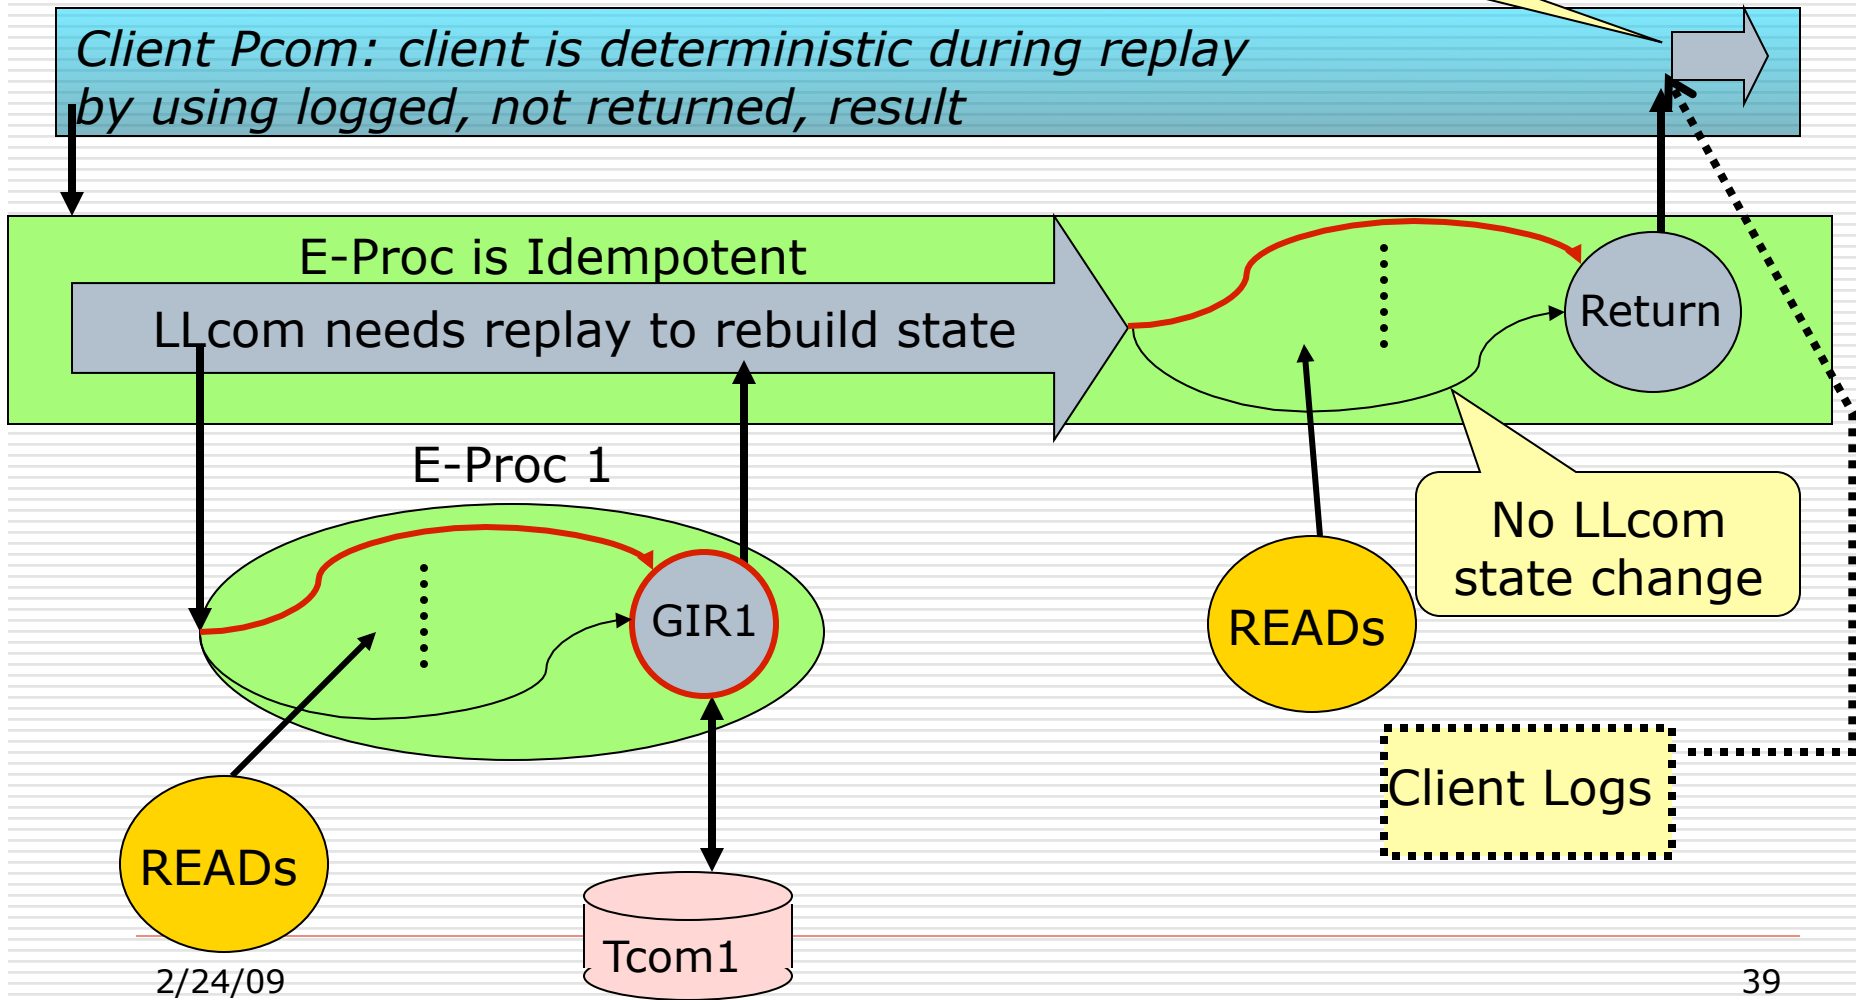 Client Pcom: client is deterministic during replay
by using logged, not returned, result
E-Proc is Idempotent
LLcom needs replay to rebuild state
Return
E-Proc 1
No LLcom
state change
GIR1
READs
Client Logs
READs
Tcom1
2/24/09
39